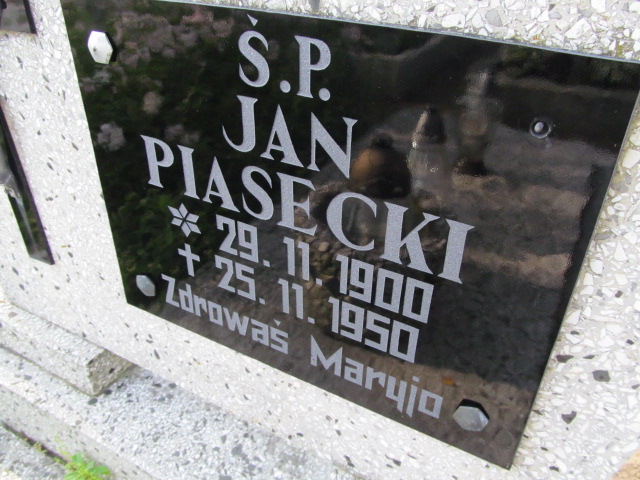 Ś.P.
JAN
PIASECKI
29.11.1900
25.11.1950
Zdrowaś Maryjo